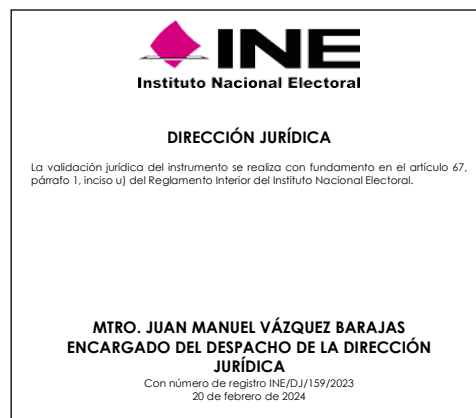 INE
Instituto Nacional Electoral
DIRECCIÓN JURÍDICA
La validación jurídica del instrumento se realiza con fundamento en el artículo 67,
párrafo 1, inciso u) del Reglamento Interior del Instituto Nacional Electoral.
MTRO. JUAN MANUEL VÁZQUEZ BARAJAS
ENCARGADO DEL DESPACHO DE LA DIRECCIÓN
JURÍDICA
Con número de registro INE/DJ/159/2023
20 de febrero de 2024